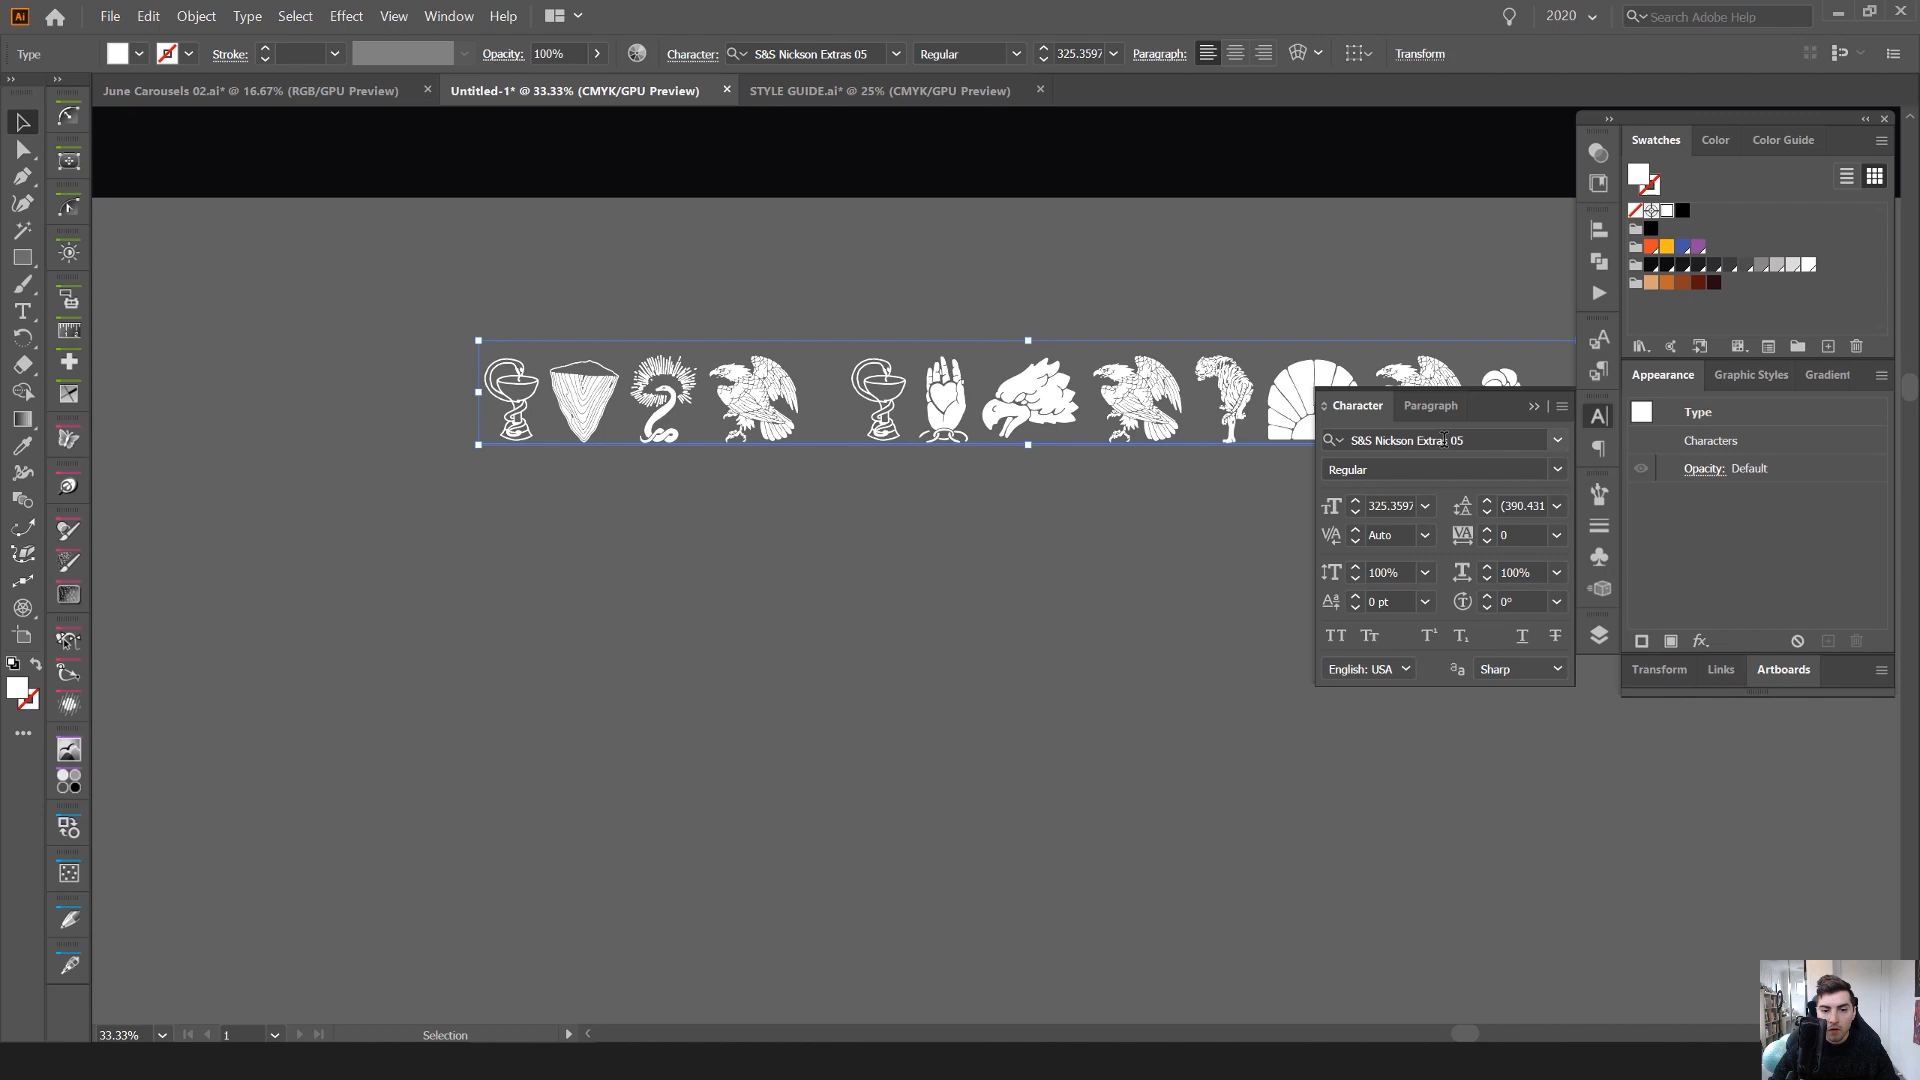 Ai File Edit Object Type Select Effect View Window Help 2020 Search Adobe Help
Type Stroke: Opacity: 100% Character: S&S Nickson Extras 05 Regular 325.3597 Paragraph: Transform
June Carousels 02.ai* @ 16.67% (RGB/GPU Preview) Untitled-1* @ 33.33% (CMYK/GPU Preview) STYLE GUIDE.ai* @ 25% (CMYK/GPU Preview)
Swatches Color Color Guide
Appearance Graphic Styles Gradient
Type
Characters
Opacity: Default
fx.
Transform Links Artboards
Character Paragraph
S&S Nickson Extras 05
Regular
325.3597 (390.431
Auto 0
100% 100%
0 pt 0°
English: USA Sharp
33.33% 1 Selection